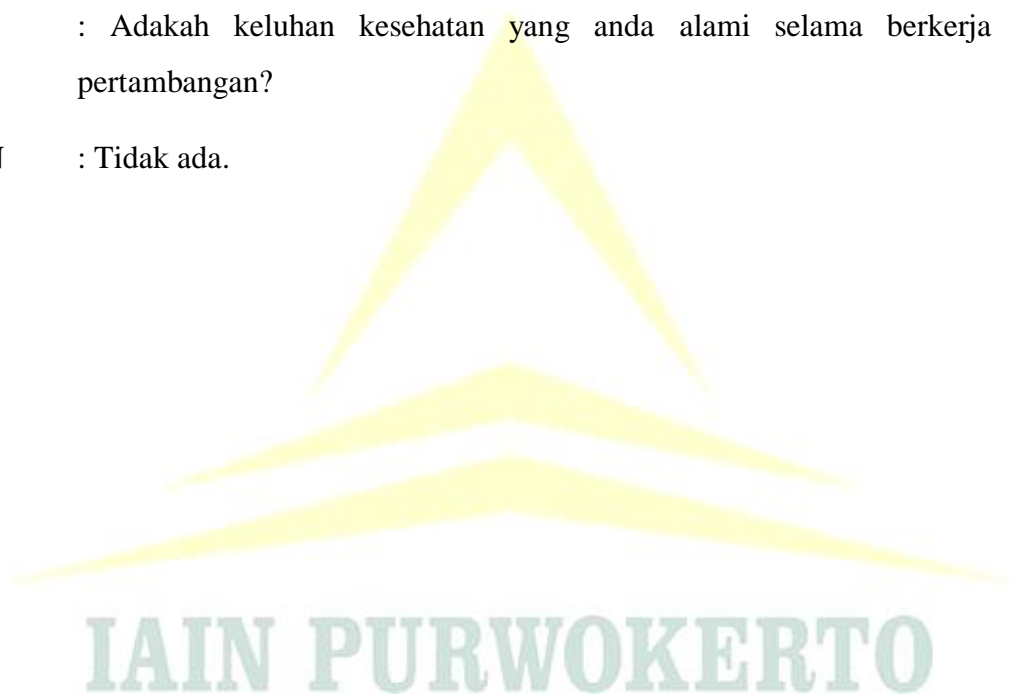 : Adakah keluhan kesehatan yang anda alami selama berkerja
pertambangan?
: Tidak ada.
IAIN PURWOKERTO